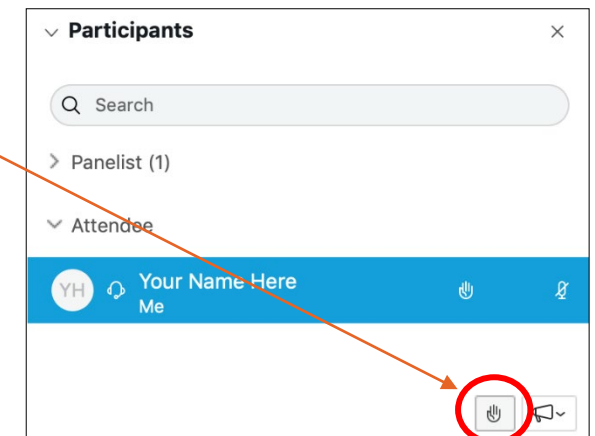 Participants
Search
Panelist (1)
Attendee
YH
Your Name Here
Me